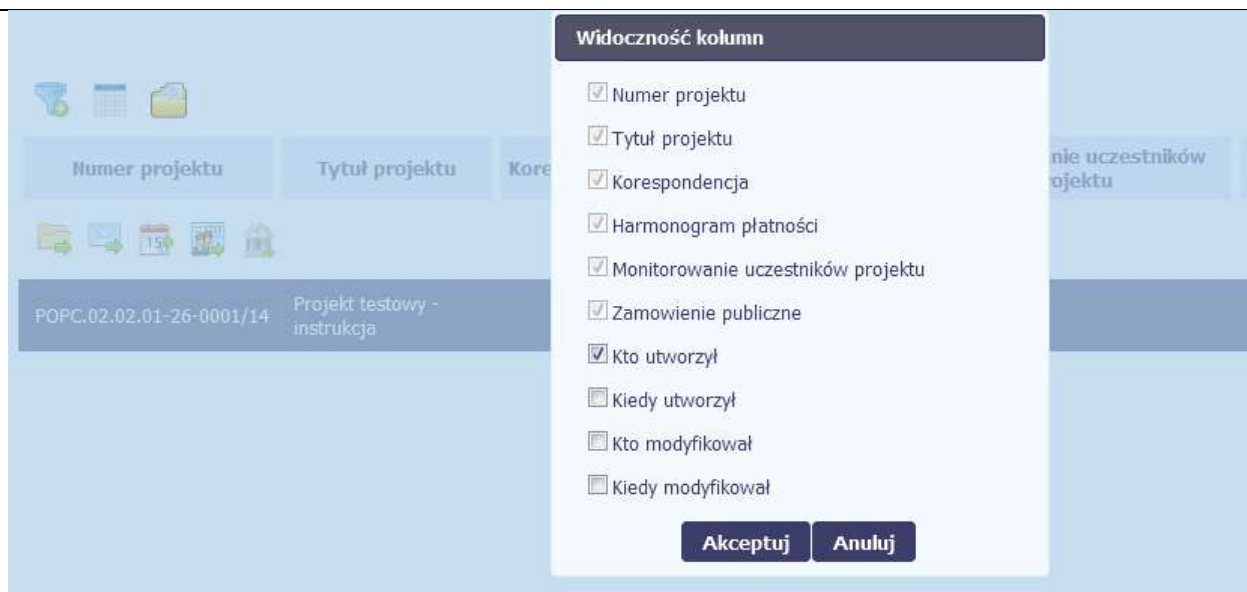 Widoczność kolumn
Numer projektu
Tytuł projektu
Korespondencja
Harmonogram płatności
Monitorowanie uczestników projektu
Zamowienie publiczne
Kto utworzył
Kiedy utworzył
Kto modyfikował
Kiedy modyfikował
Akceptuj Anuluj
Numer projektu Tytuł projektu Kore nie uczestników
ojektu
15
POPC.02.02.01-26-0001/14 Projekt testowy -
instrukcja